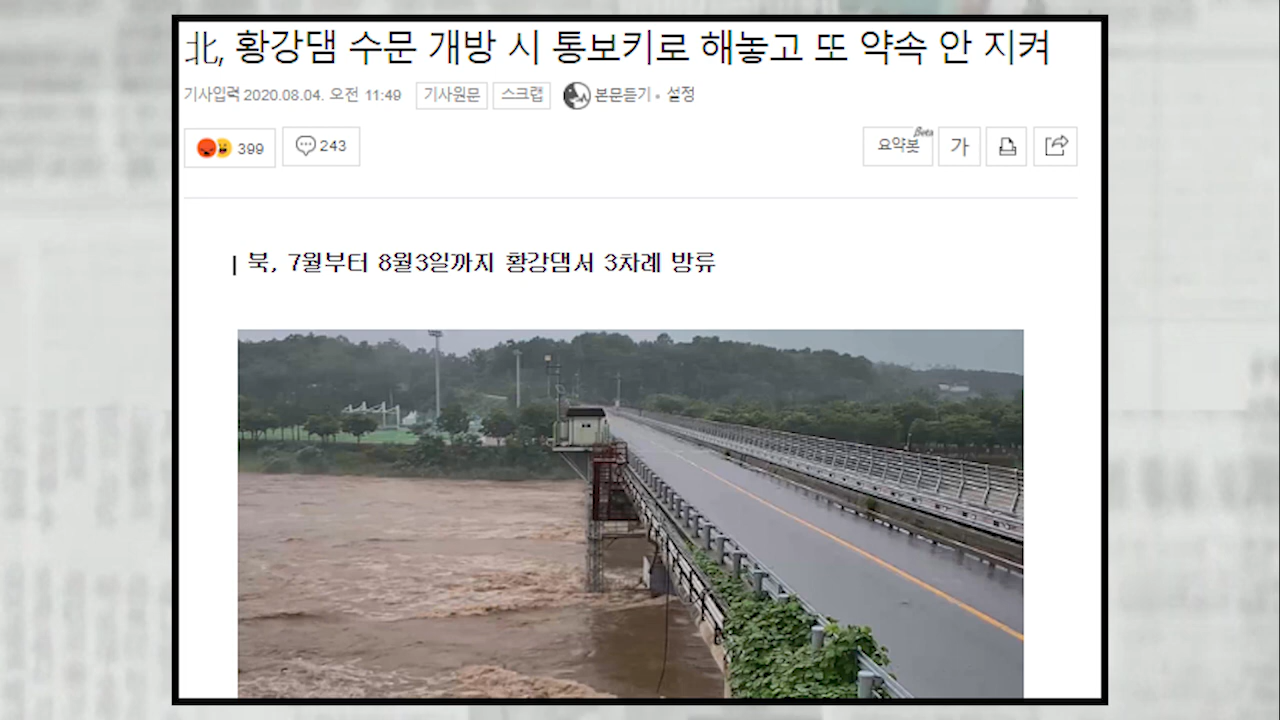 北, 황강댐 수문 개방 시 통보키로 해놓고 또 약속 안 지켜
기사입력 2020.08.04. 오전 11:49 기사원문 스크랩 본문듣기 · 설정
399 243 요약봇 Beta 가
| 북, 7월부터 8월3일까지 황강댐서 3차례 방류